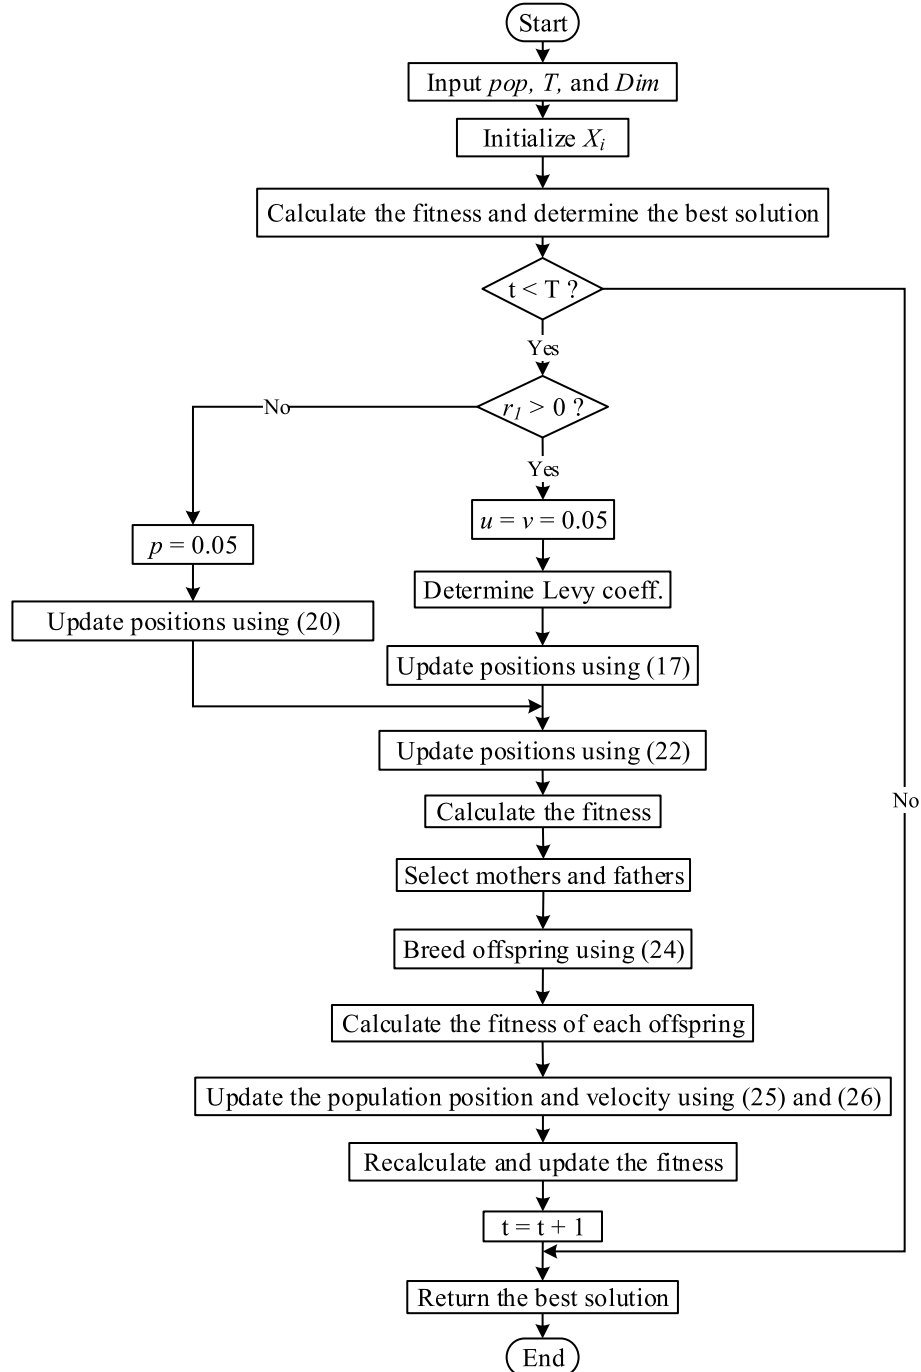 Start
Input pop, T, and Dim
Initialize Xi
Calculate the fitness and determine the best solution
t < T ?
Yes
No
r1 > 0 ?
Yes
u = v = 0.05
p = 0.05
Determine Levy coeff.
Update positions using (20)
Update positions using (17)
Update positions using (22)
No
Calculate the fitness
Select mothers and fathers
Breed offspring using (24)
Calculate the fitness of each offspring
Update the population position and velocity using (25) and (26)
Recalculate and update the fitness
t = t + 1
Return the best solution
End